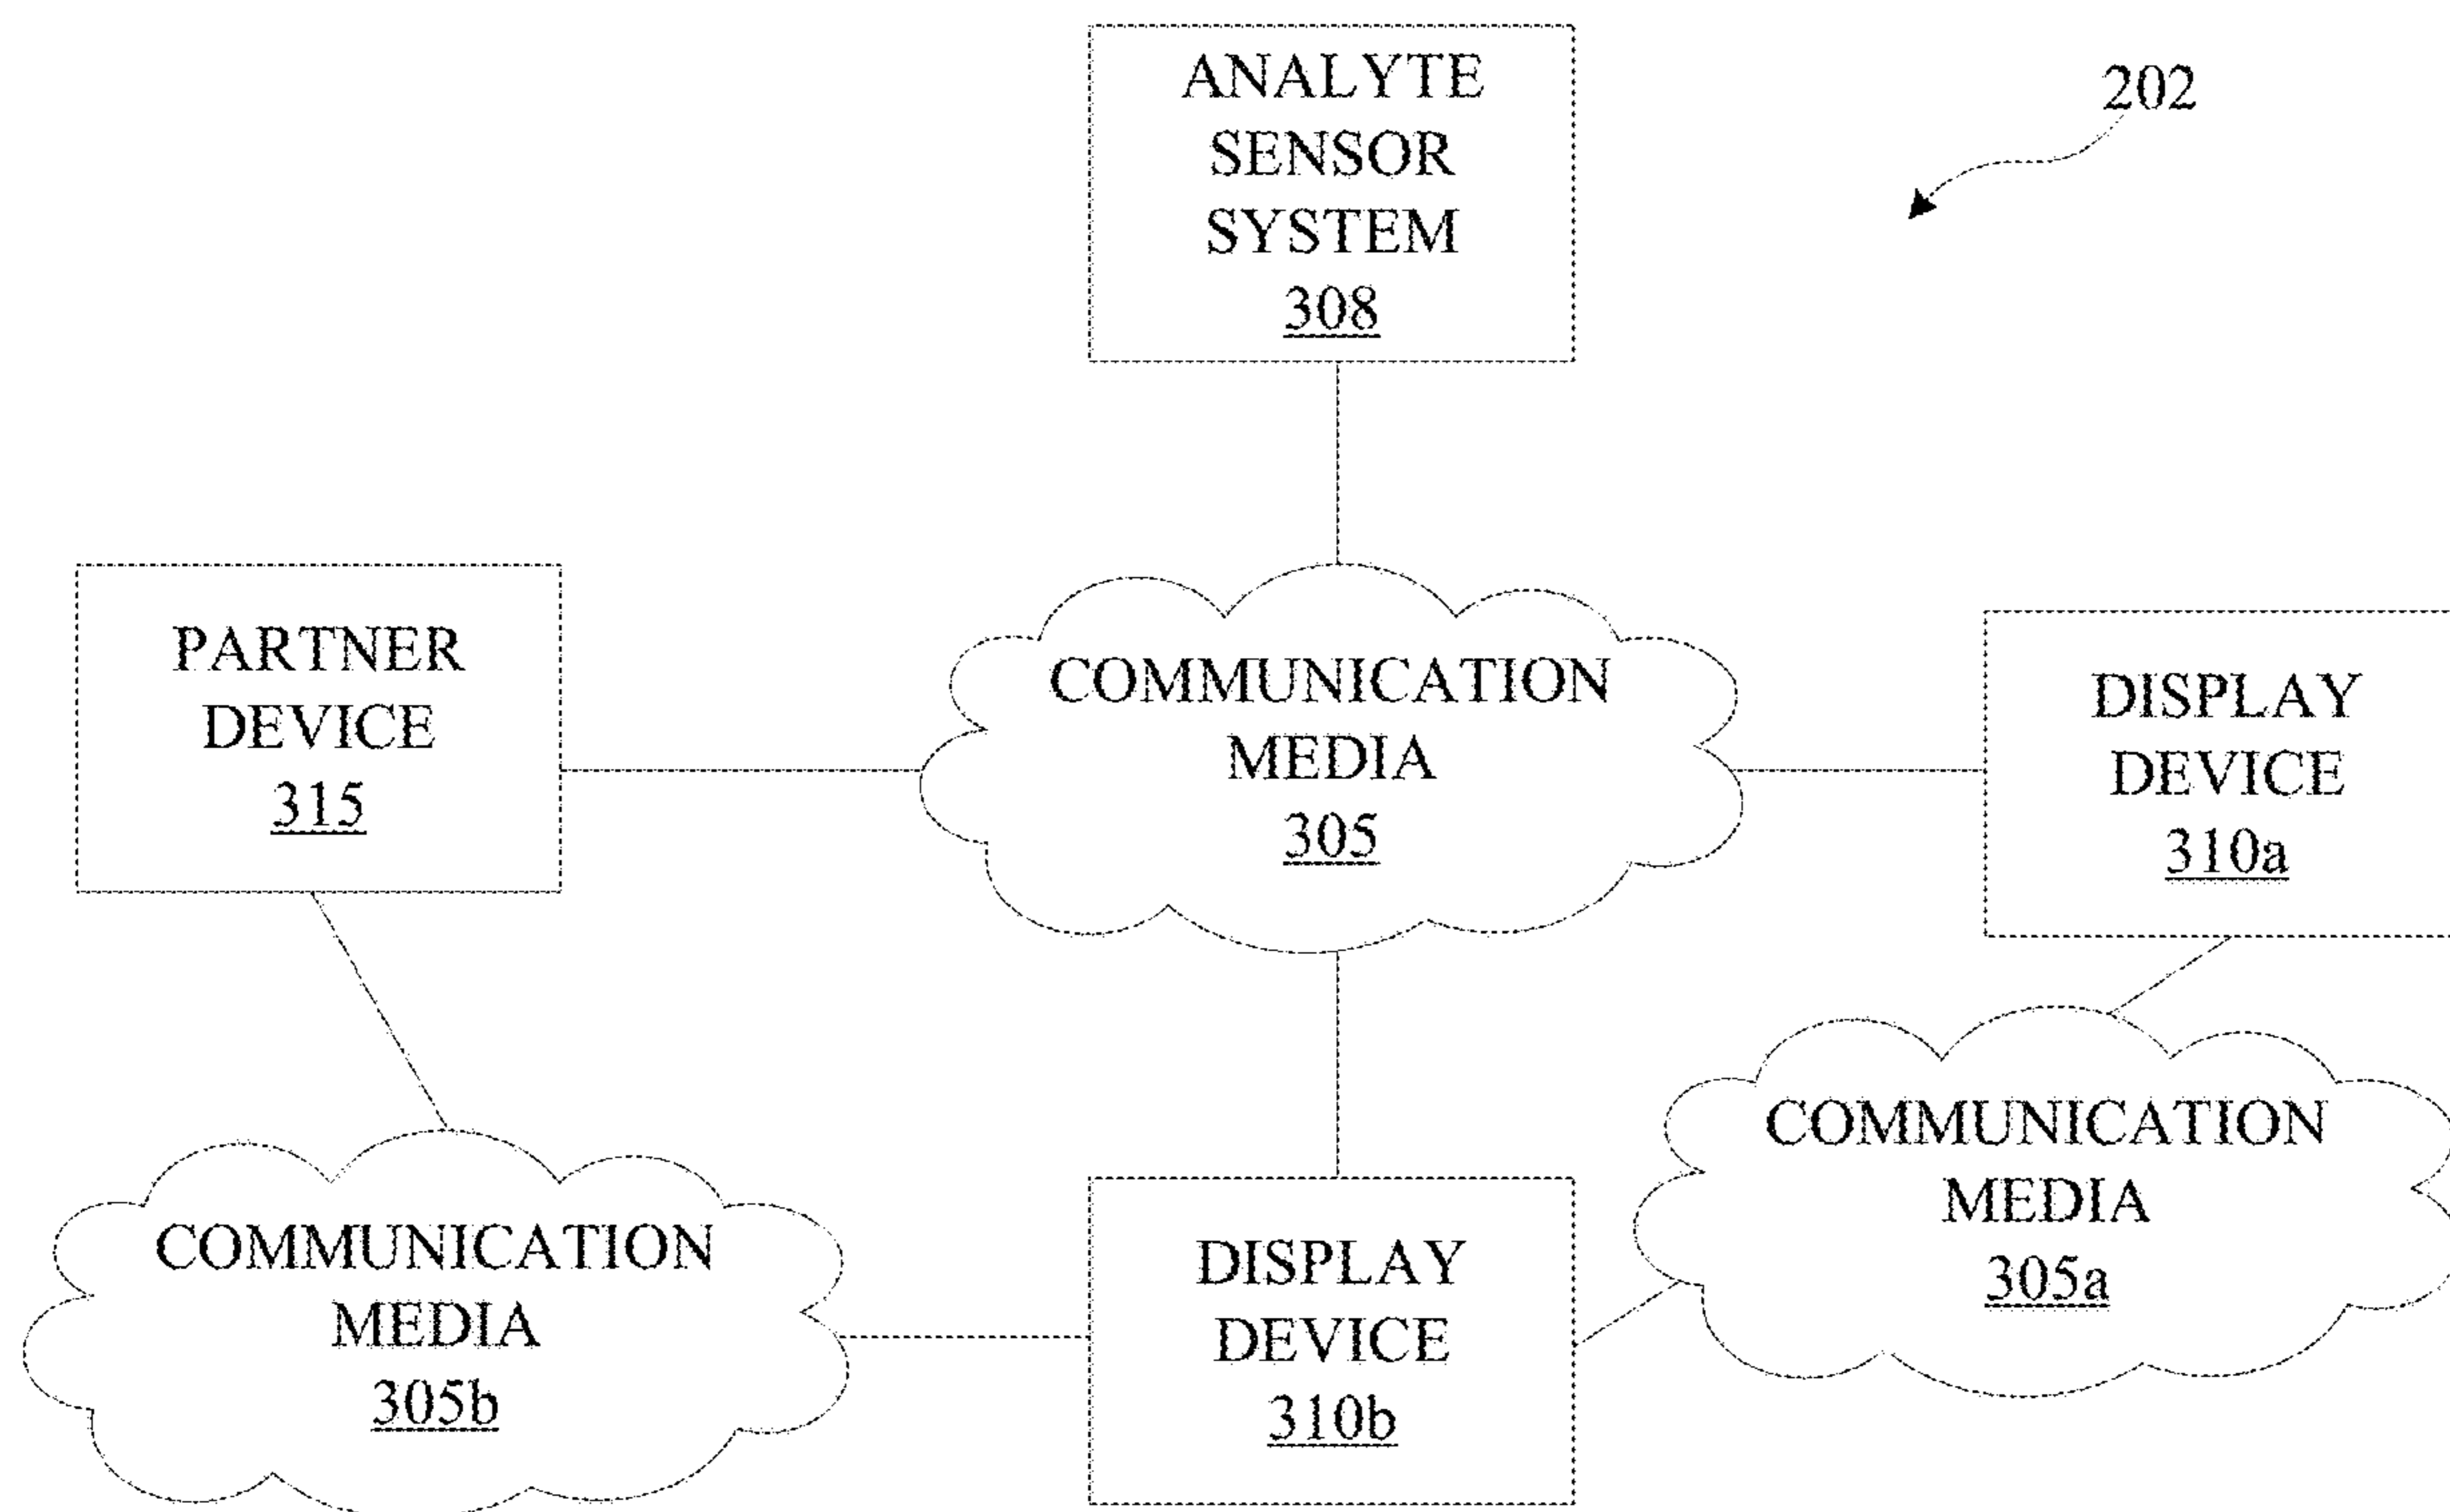 ANALYTE
SENSOR
SYSTEM
308
202
PARTNER
DEVICE
315
COMMUNICATION
MEDIA
305
DISPLAY
DEVICE
310a
COMMUNICATION
MEDIA
305b
DISPLAY
DEVICE
310b
COMMUNICATION
MEDIA
305a